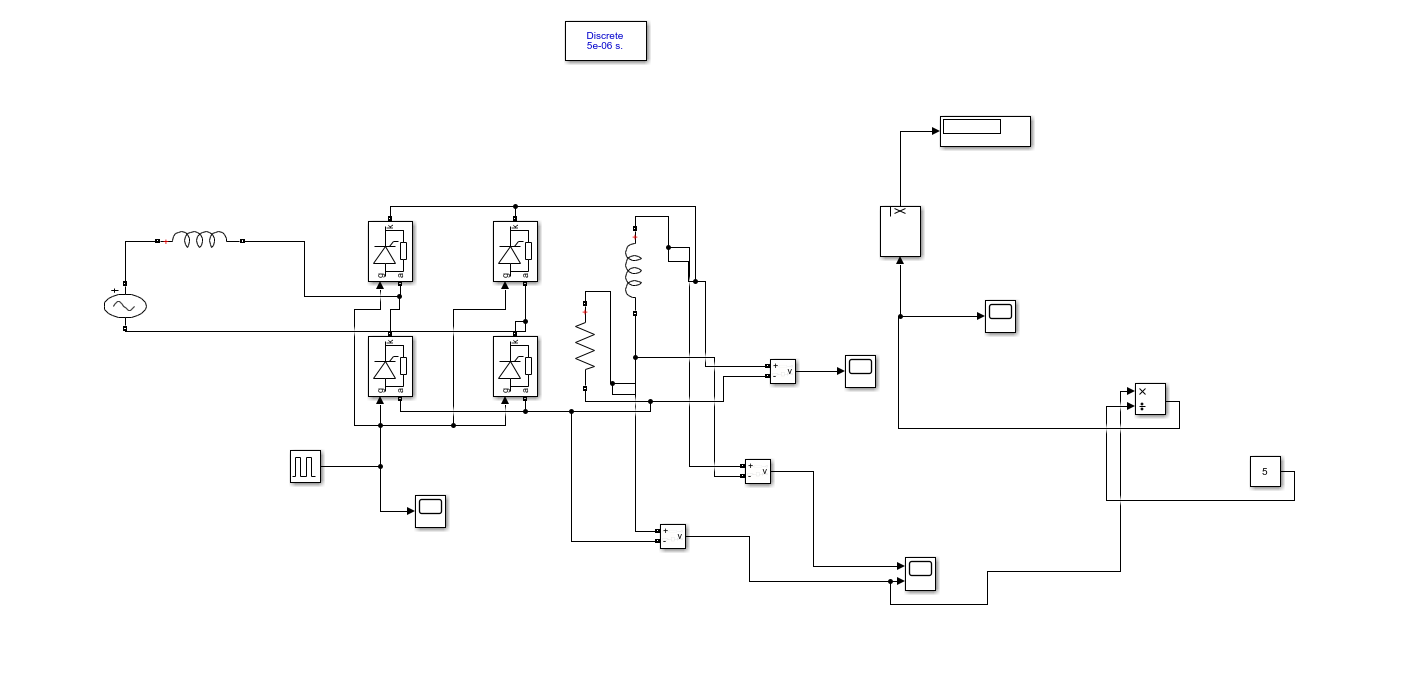 Discrete
5e-06 s.
k
g
a
k
g
a
k
g
a
k
g
a
+
+
-
v
+
-
v
+
-
v
×
÷
5